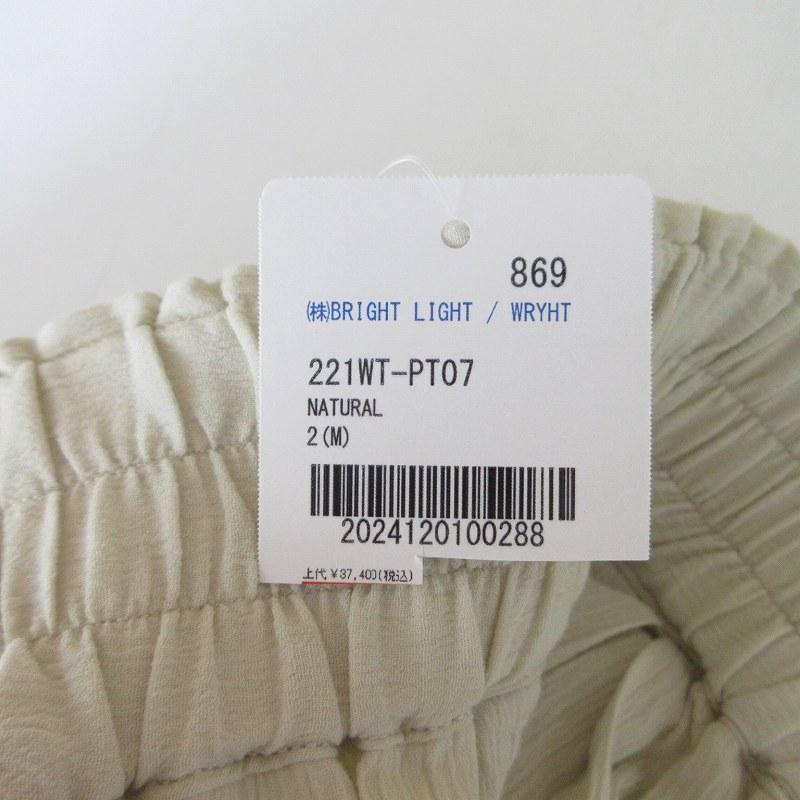 869
㈱BRIGHT LIGHT / WRYHT
221WT-PT07
NATURAL
2(M)
2024120100288
上代 ¥37,400(税込)